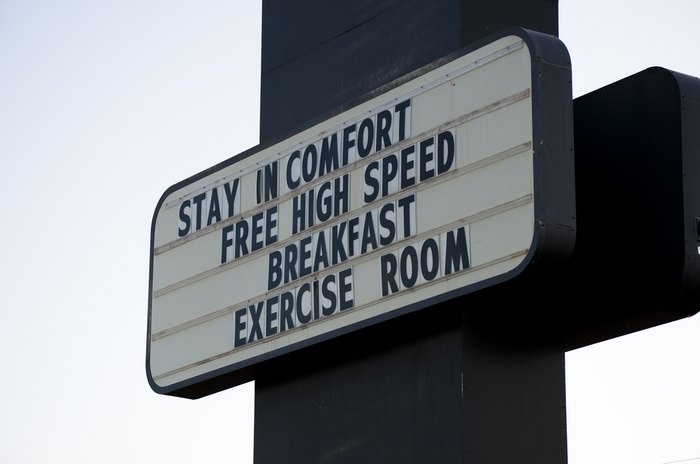 STAY IN COMFORT
FREE HIGH SPEED
BREAKFAST
EXERCISE ROOM